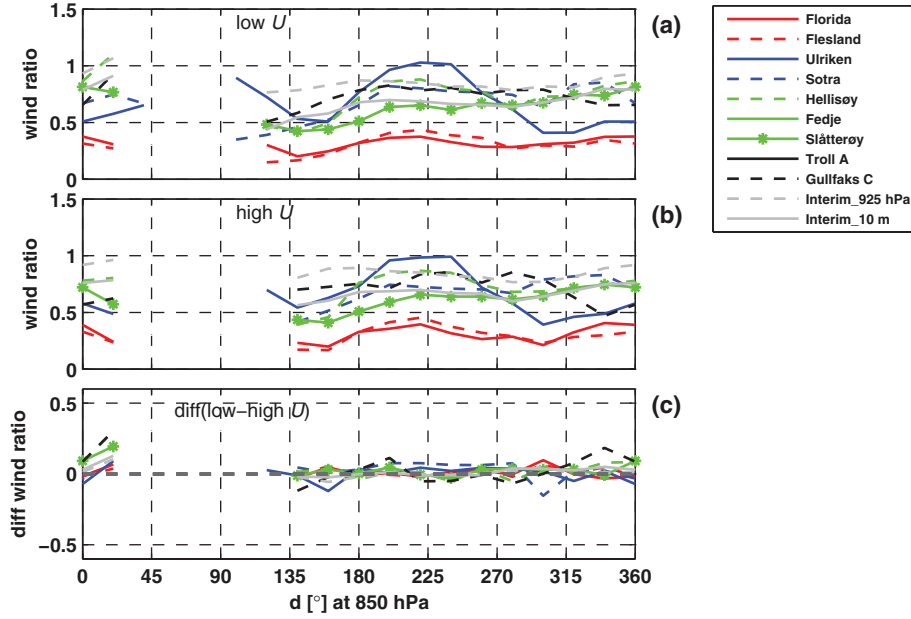 low U
(a)
wind ratio
1.5
1
0.5
0
high U
(b)
wind ratio
1.5
1
0.5
0
diff(low−high U)
(c)
diff wind ratio
0.5
0
−0.5
0 45 90 135 180 225 270 315 360
d [°] at 850 hPa
Florida
Flesland
Ulriken
Sotra
Hellisøy
Fedje
Slåtterøy
Troll A
Gullfaks C
Interim_925 hPa
Interim_10 m